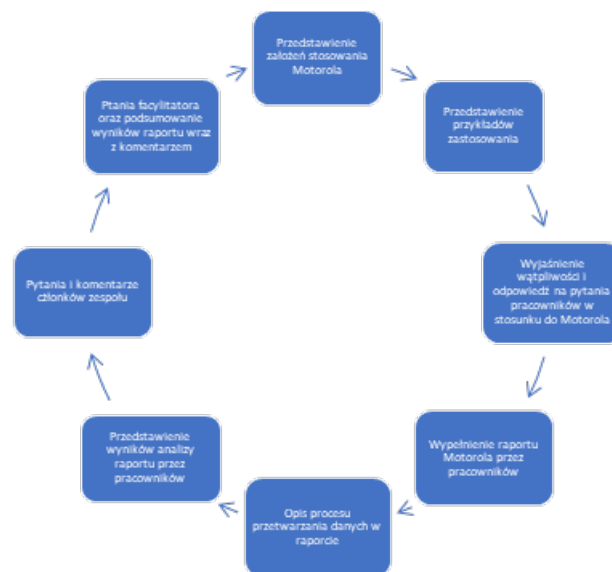 Przedstawienie
założeń stosowania
Motorola
Przedstawienie
przykładów
zastosowania
Wyjaśnienie
wątpliwości i
odpowiedź na pytania
pracowników w
stosunku do Motorola
Wypełnienie raportu
Motorola przez
pracowników
Opis procesu
przetwarzania danych w
raporcie
Przedstawienie
wyników analizy
raportu przez
pracowników
Pytania i komentarze
członków zespołu
Ptania facylitatora
oraz podsumowanie
wyników raportu wraz
z komentarzem